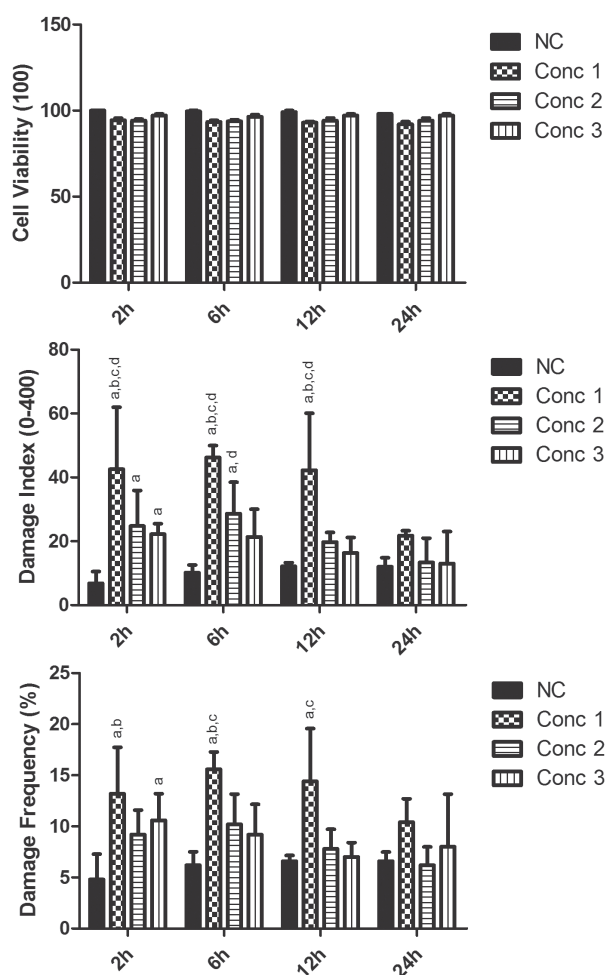 Cell Viability (100)
150
100
50
0
2h
6h
12h
24h
NC
Conc 1
Conc 2
Conc 3
Damage Index (0-400)
80
60
40
20
0
a,b,c,d
a
a
a,b,c,d
a, d
a,b,c,d
2h
6h
12h
24h
NC
Conc 1
Conc 2
Conc 3
Damage Frequency (%)
25
20
15
10
5
0
a,b
a
a,b,c
a,c
2h
6h
12h
24h
NC
Conc 1
Conc 2
Conc 3